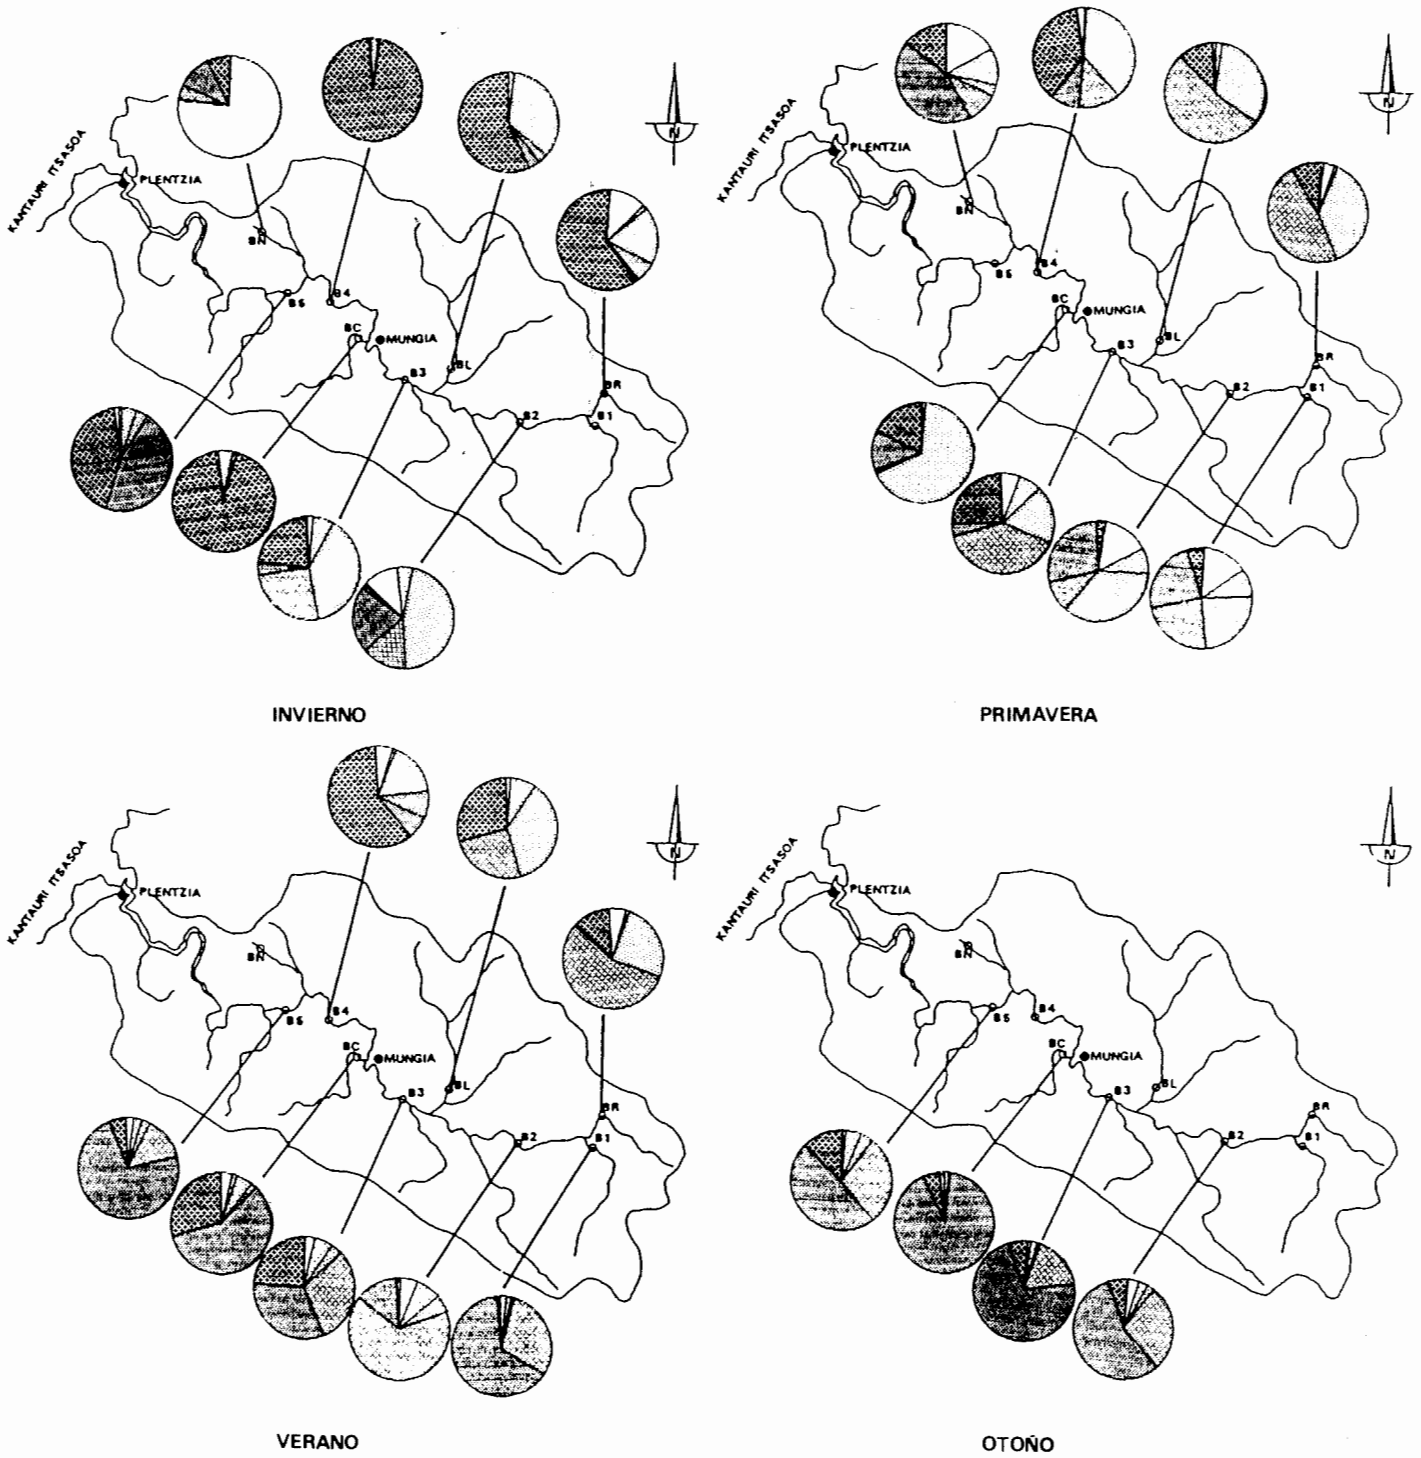 KANTAURI ITSASOA
PLENTZIA
N
BN
B5
B4
BC
MUNGIA
BL
B3
BR
B2
B1
INVIERNO
KANTAURI ITSASOA
PLENTZIA
N
BN
B5
B4
BC
MUNGIA
BL
B3
BR
B2
B1
PRIMAVERA
KANTAURI ITSASOA
PLENTZIA
N
BN
B5
B4
BC
MUNGIA
BL
B3
BR
B2
B1
VERANO
KANTAURI ITSASOA
PLENTZIA
N
BN
B5
B4
BC
MUNGIA
BL
B3
BR
B2
B1
OTOÑO